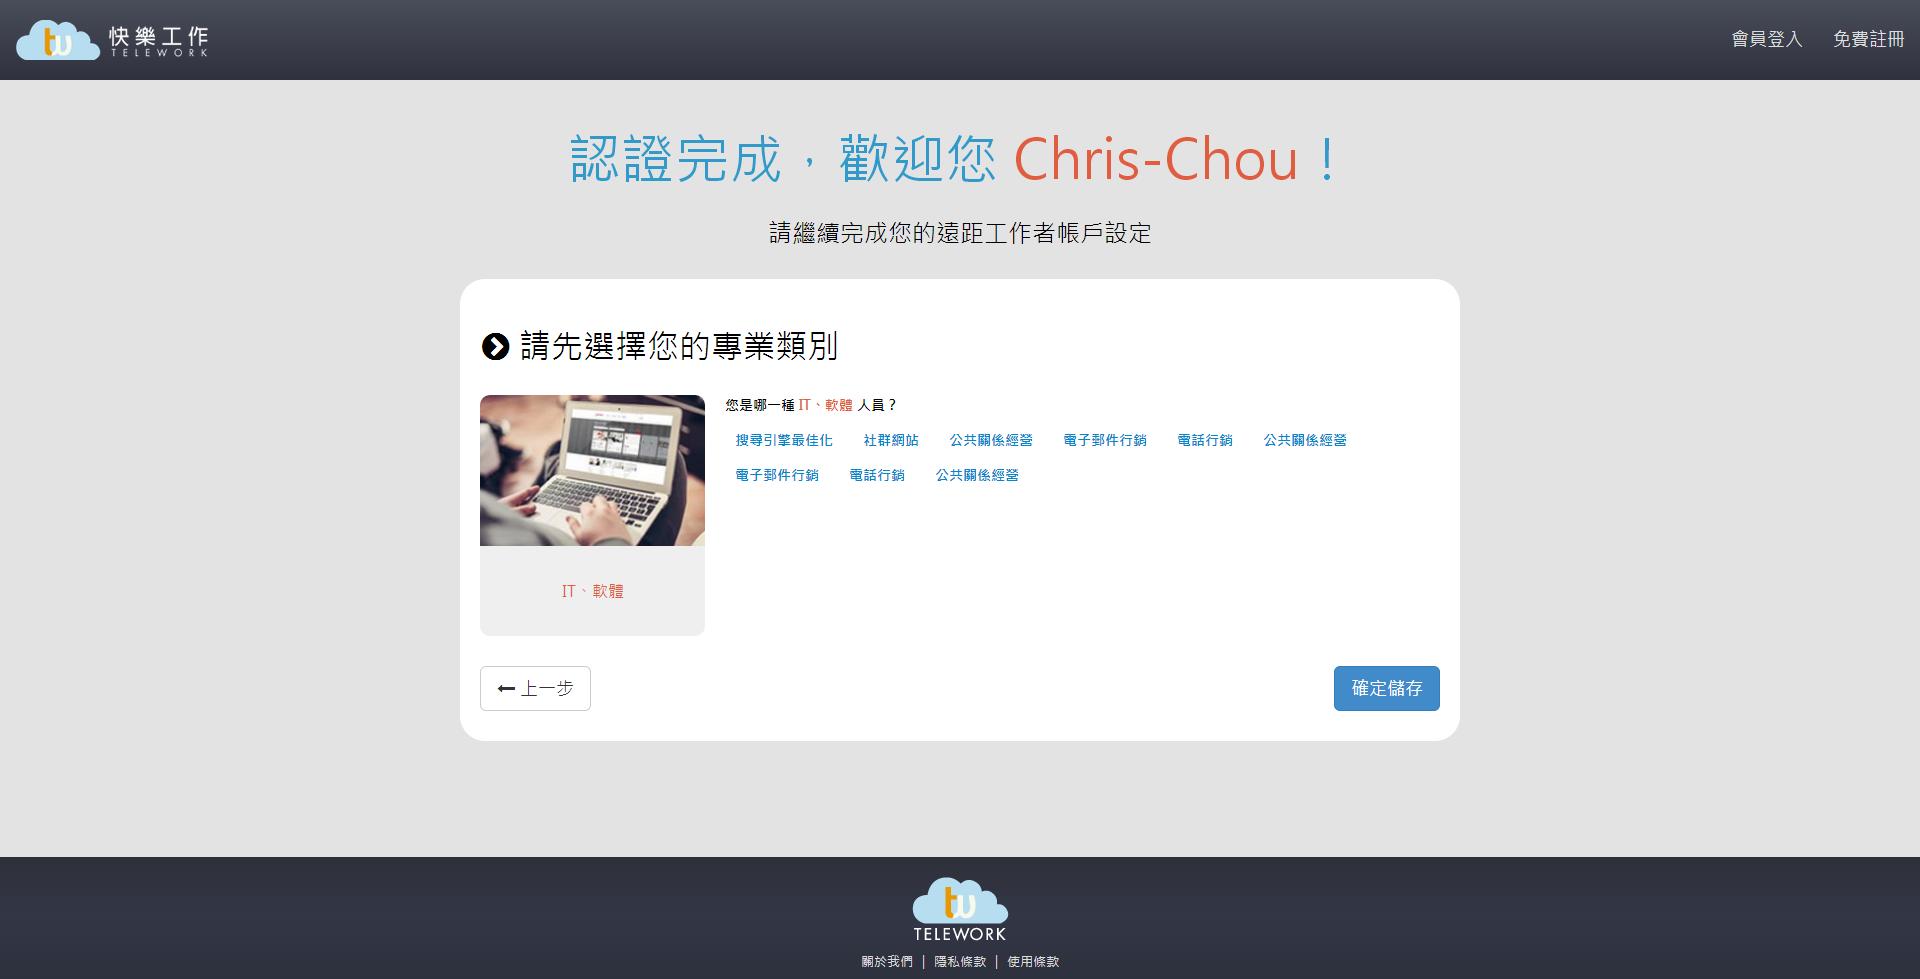 tw 快樂工作
TELEWORK
會員登入 免費註冊
認證完成，歡迎您 Chris-Chou！
請繼續完成您的遠距工作者帳戶設定
請先選擇您的專業類別
您是哪一種 IT、軟體 人員？
搜尋引擎最佳化 社群網站 公共關係經營 電子郵件行銷 電話行銷 公共關係經營
電子郵件行銷 電話行銷 公共關係經營
IT、軟體
上一步 確定儲存
tw
TELEWORK
關於我們 | 隱私條款 | 使用條款